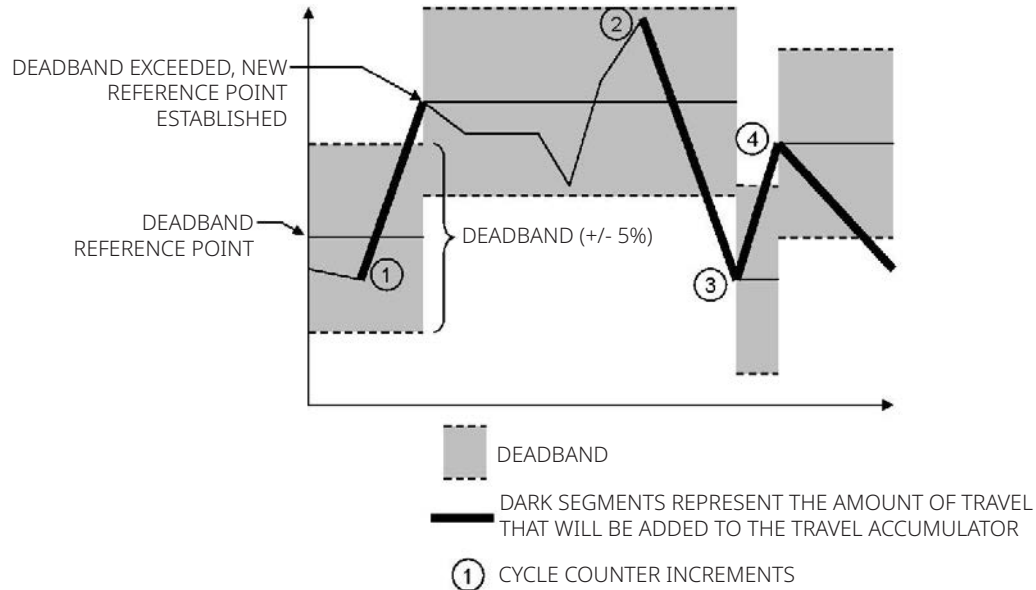 DEADBAND EXCEEDED, NEW
REFERENCE POINT
ESTABLISHED
2
4
DEADBAND
REFERENCE POINT
DEADBAND (+/- 5%)
1
3
DEADBAND
DARK SEGMENTS REPRESENT THE AMOUNT OF TRAVEL
THAT WILL BE ADDED TO THE TRAVEL ACCUMULATOR
1 CYCLE COUNTER INCREMENTS